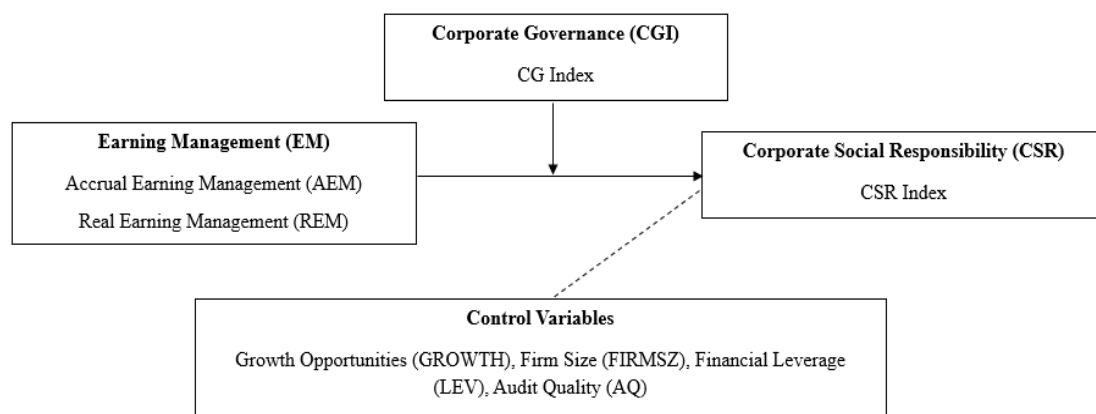 Corporate Governance (CGI)
CG Index
Earning Management (EM)
Accrual Earning Management (AEM)
Real Earning Management (REM)
Corporate Social Responsibility (CSR)
CSR Index
Control Variables
Growth Opportunities (GROWTH), Firm Size (FIRMSZ), Financial Leverage
(LEV), Audit Quality (AQ)